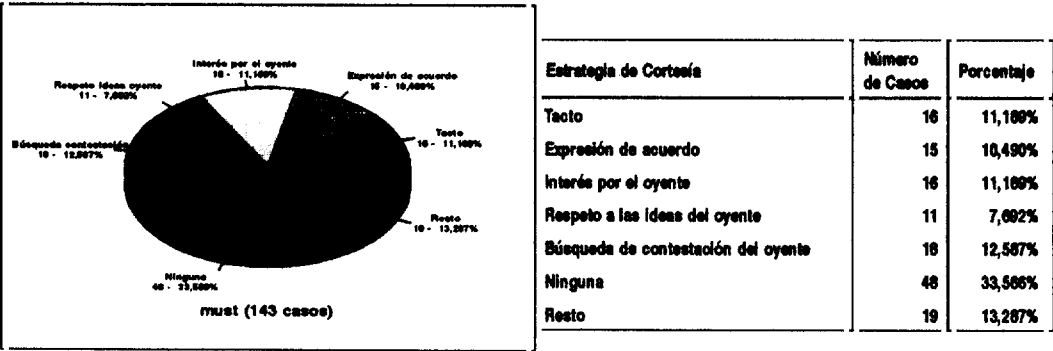 Interés por el oyente
16 - 11,189%
Respeto ideas oyente
11 - 7,692%
Expresión de acuerdo
15 - 10,490%
Búsqueda contestación
18 - 12,587%
Tacto
16 - 11,189%
Resto
19 - 13,287%
Ninguna
48 - 33,566%
must (143 casos)
Estrategia de Cortesía Número de Casos Porcentaje
Tacto 16 11,189%
Expresión de acuerdo 15 10,490%
Interés por el oyente 16 11,189%
Respeto a las ideas del oyente 11 7,692%
Búsqueda de contestación del oyente 18 12,587%
Ninguna 48 33,566%
Resto 19 13,287%